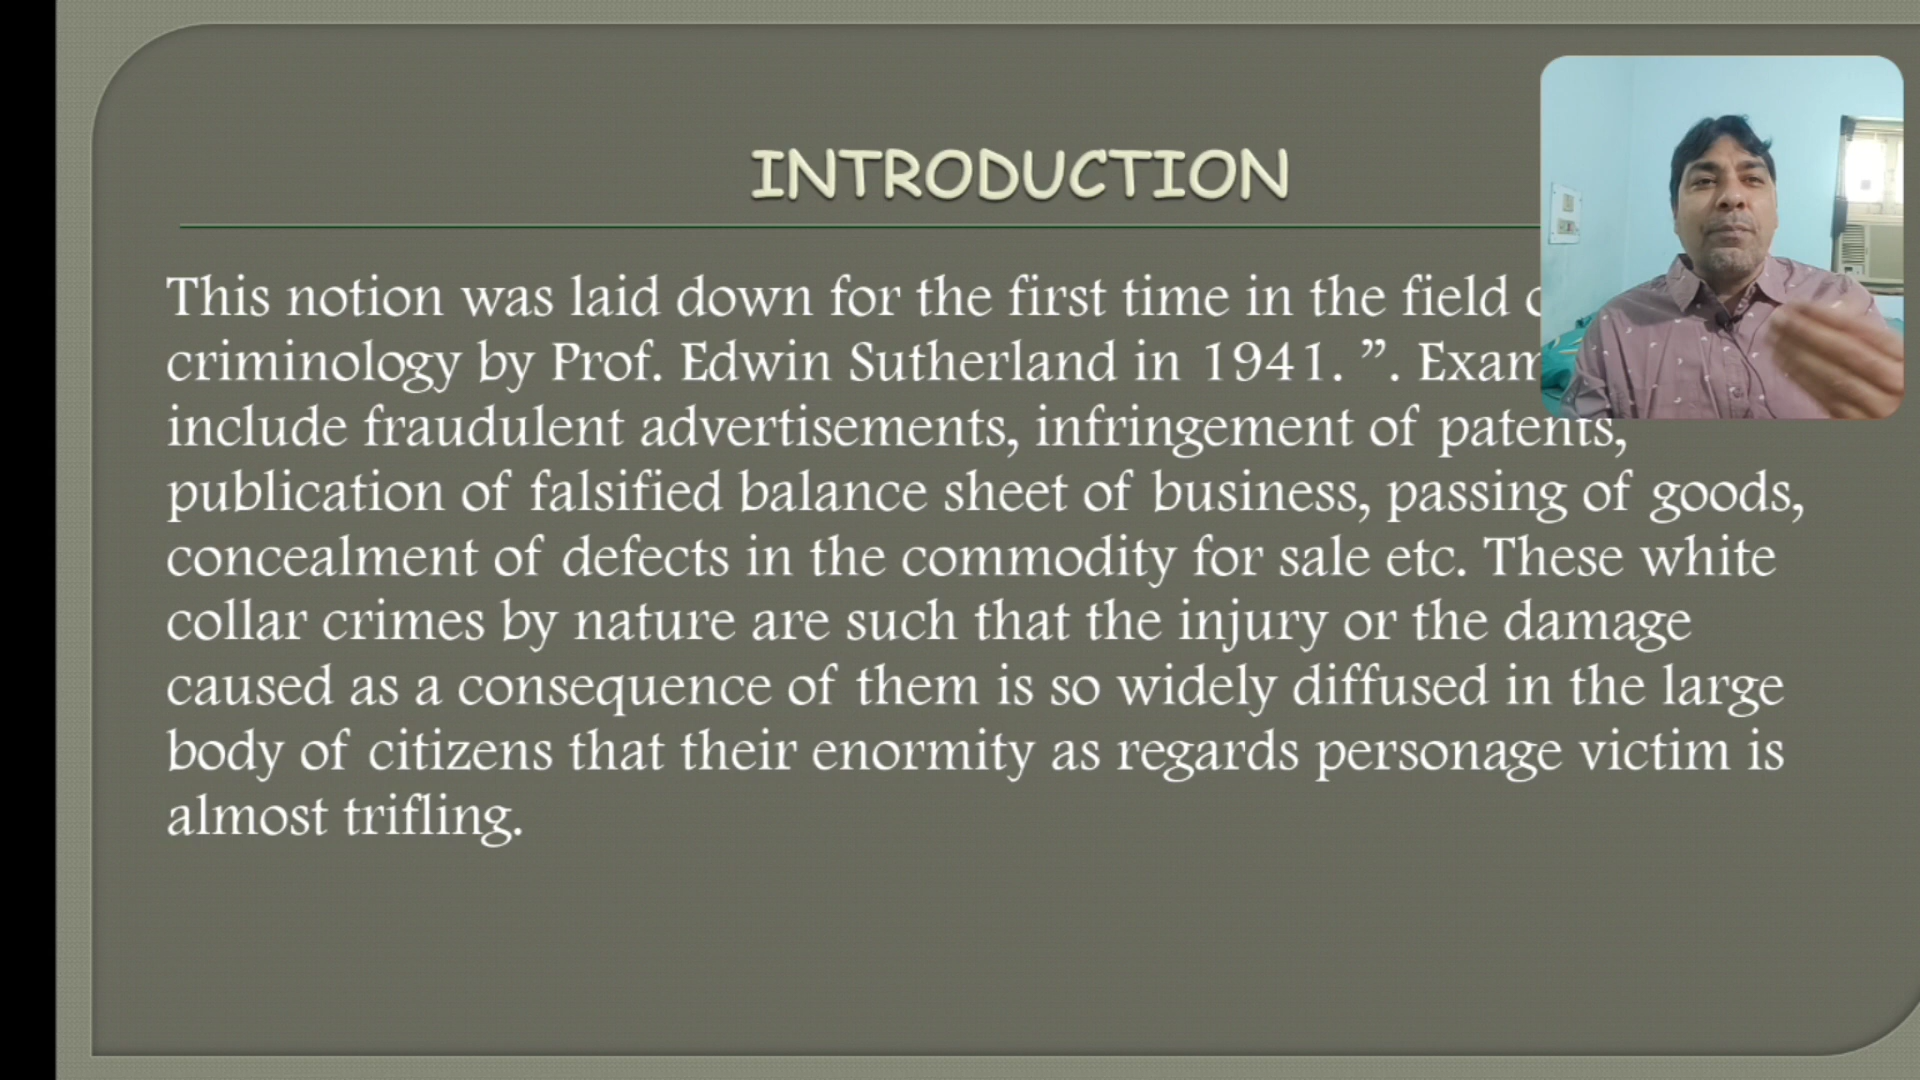 INTRODUCTION
This notion was laid down for the first time in the field
criminology by Prof. Edwin Sutherland in 1941. ”.
include fraudulent advertisements, infringement of patents,
publication of falsified balance sheet of business, passing of goods,
concealment of defects in the commodity for sale etc. These white
collar crimes by nature are such that the injury or the damage
caused as a consequence of them is so widely diffused in the large
body of citizens that their enormity as regards personage victim is
almost trifling.